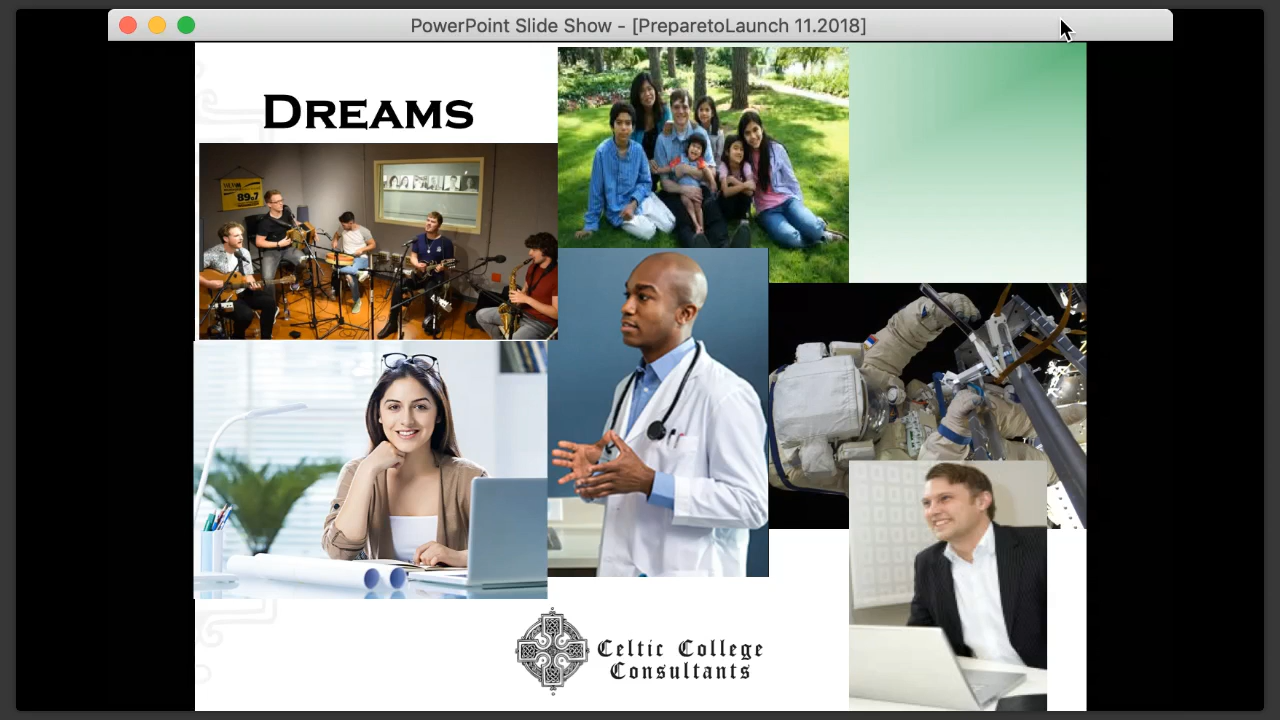 PowerPoint Slide Show - [PreparetoLaunch 11.2018]
Dreams
89.7
Celtic College
Consultants